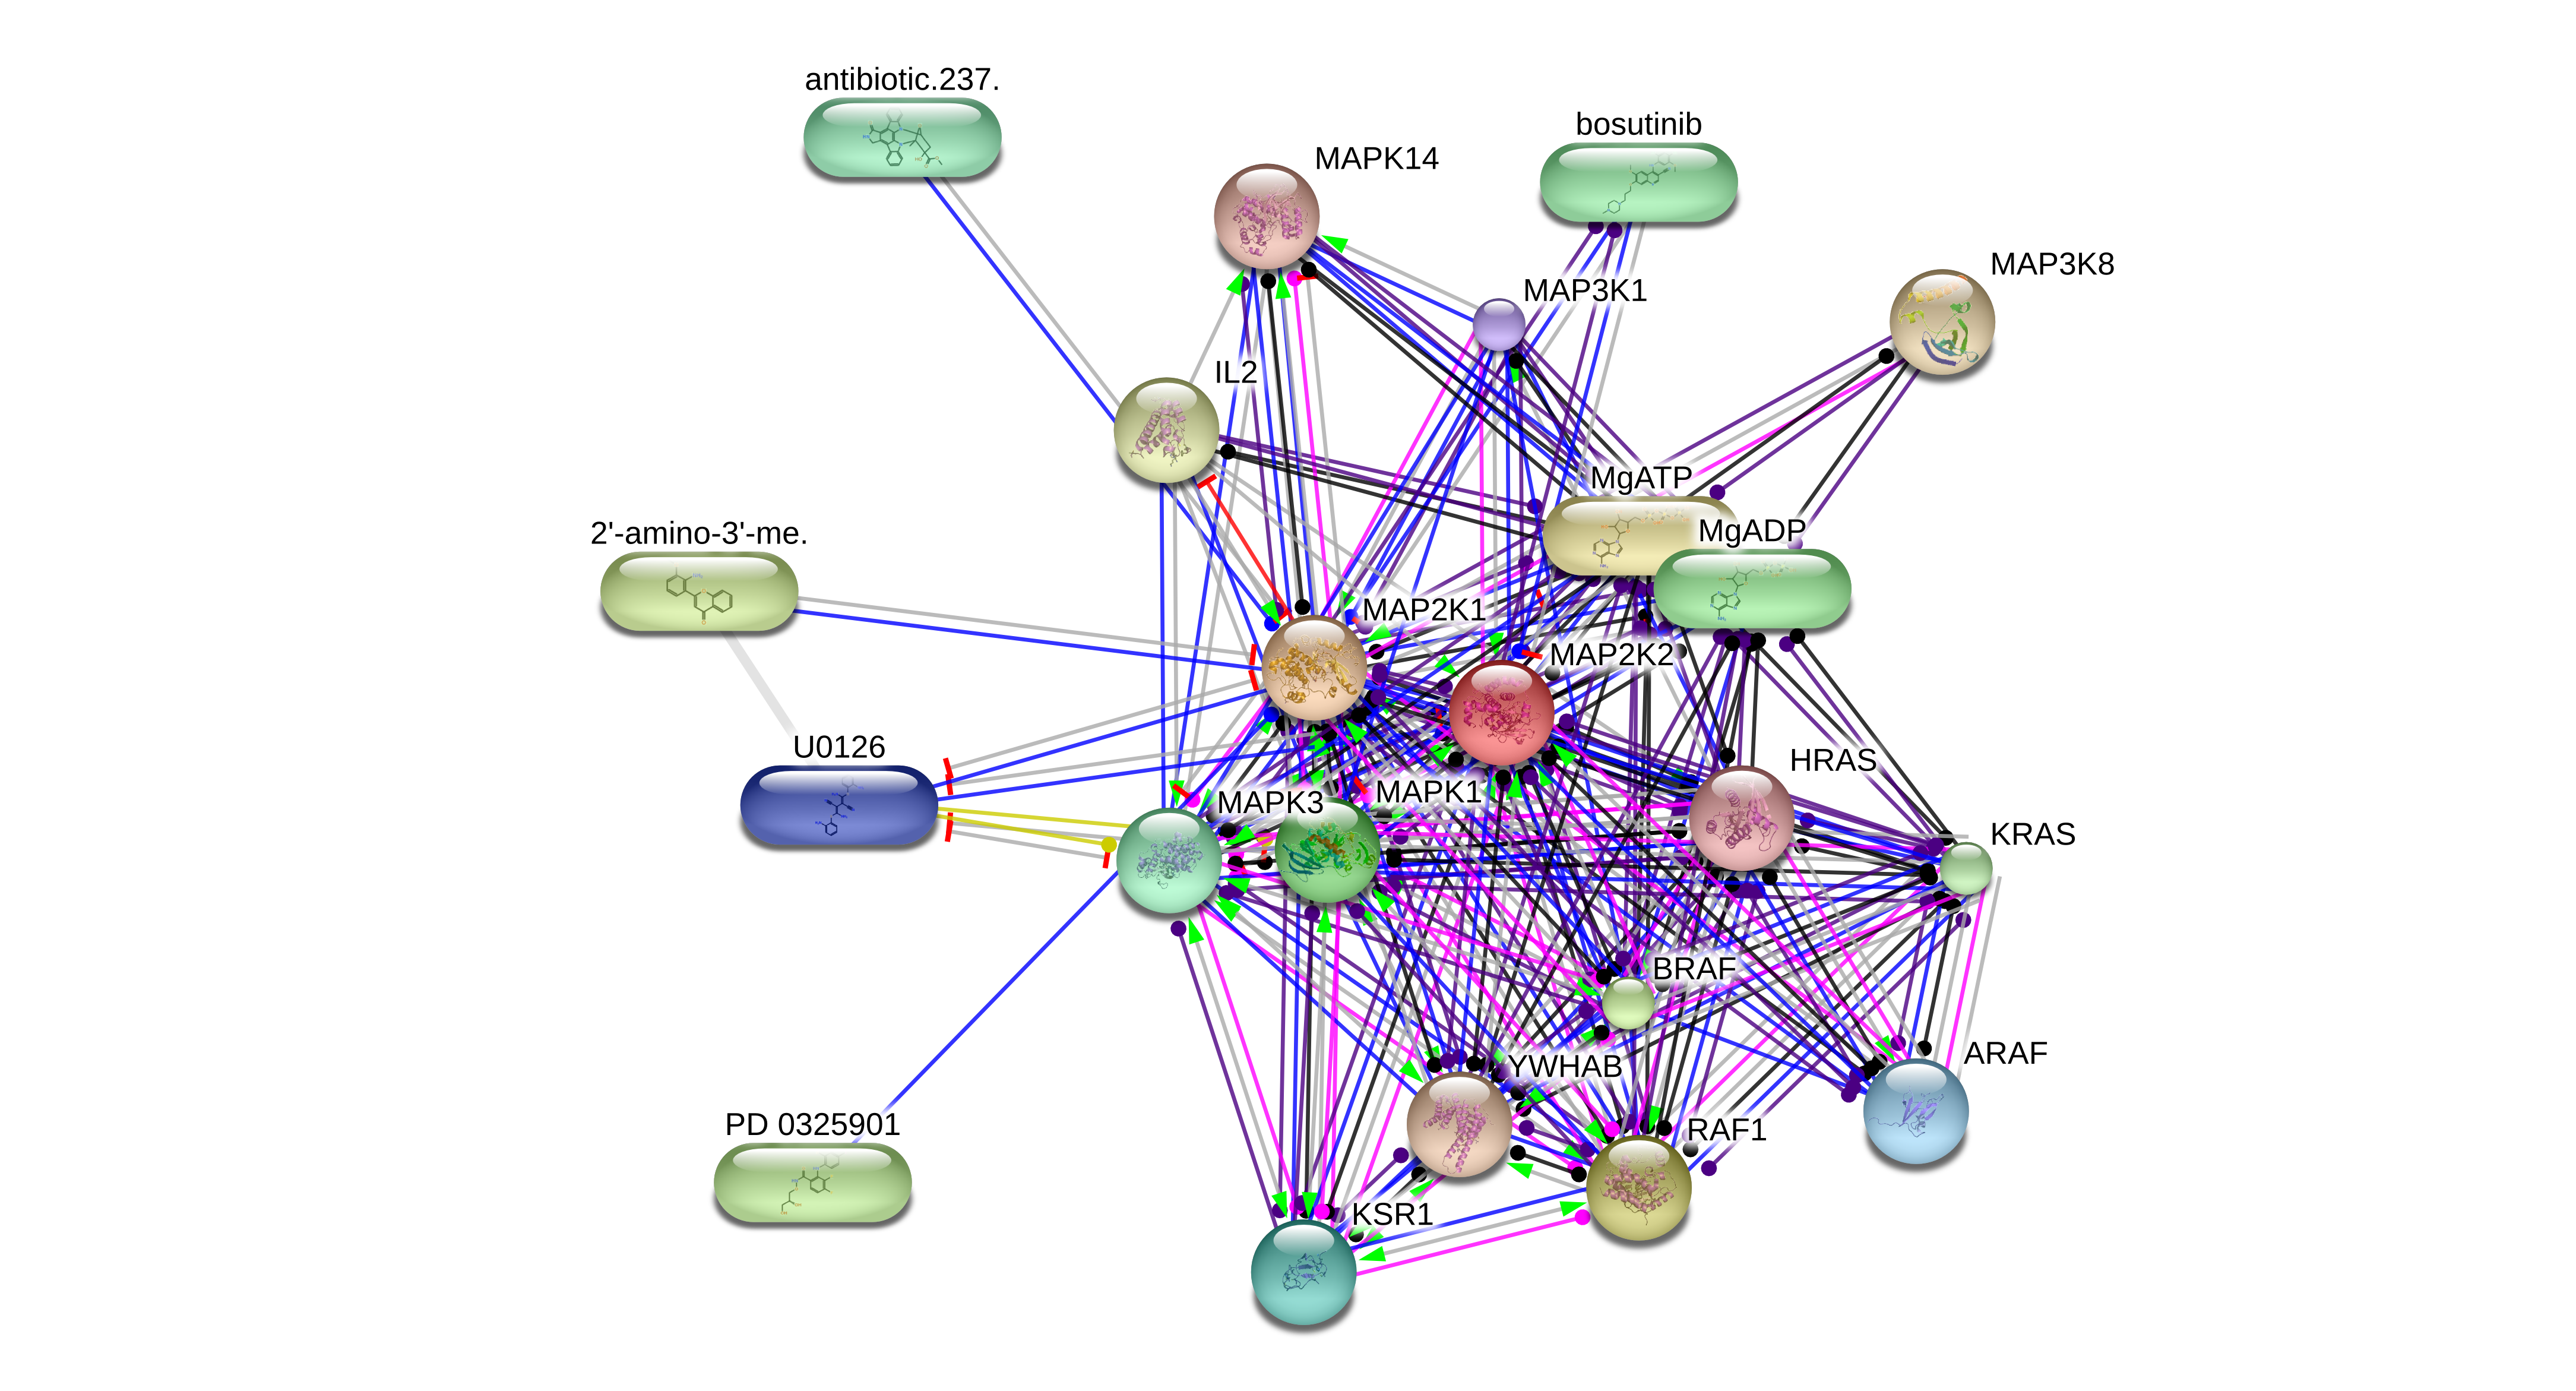 antibiotic.237.
bosutinib
MAPK14
MAP3K8
MAP3K1
IL2
MgATP
MgADP
2'-amino-3'-me.
MAP2K1
MAP2K2
U0126
HRAS
MAPK3
MAPK1
KRAS
BRAF
ARAF
YWHAB
PD 0325901
RAF1
KSR1